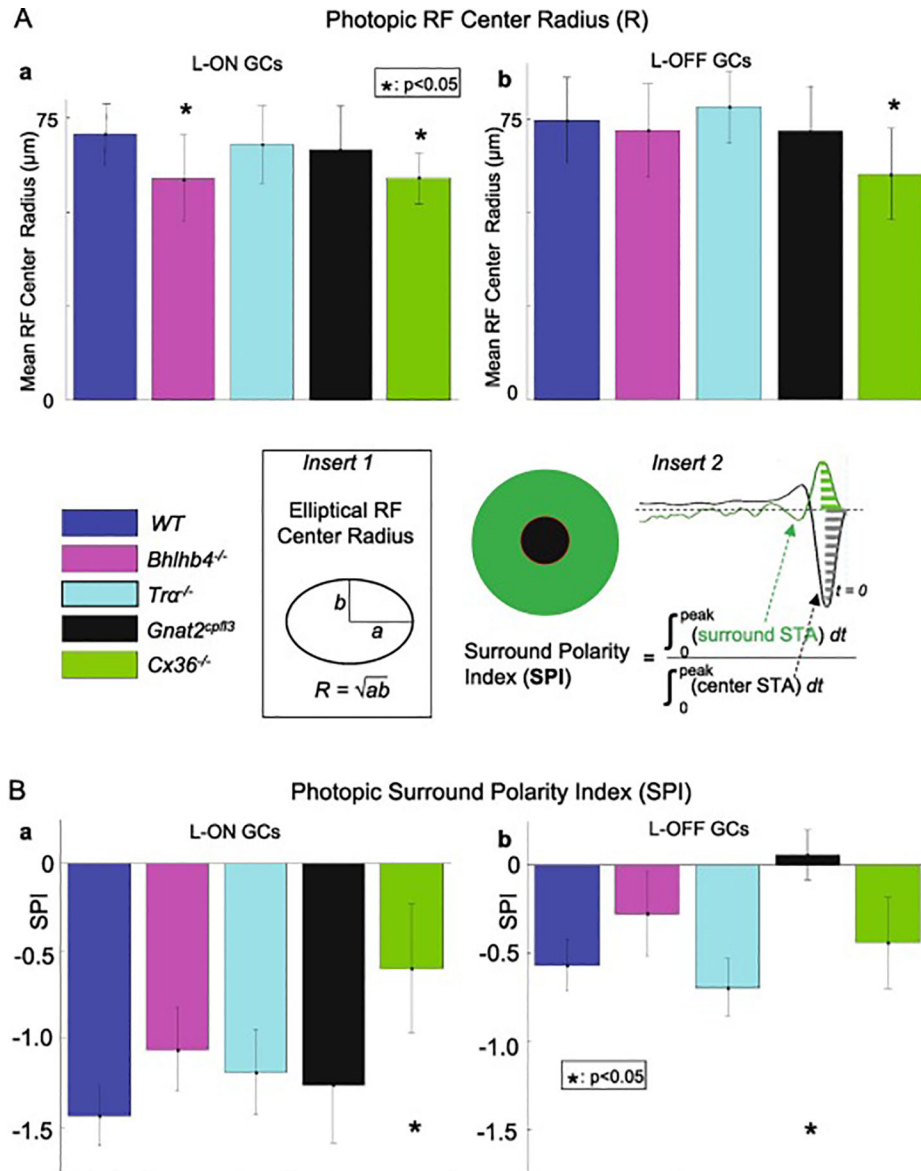 A
Photopic RF Center Radius (R)
a
L-ON GCs
*: p<0.05
b
L-OFF GCs
75
*
*
Mean RF Center Radius (μm)
0
75
*
Mean RF Center Radius (μm)
0
WT
Bhlhb4-/-
Trα-/-
Gnat2cpfl3
Cx36-/-
Insert 1
Elliptical RF
Center Radius
b
a
R = √ab
Insert 2
t = 0
Surround Polarity
Index (SPI)
=
∫0peak (surround STA) dt
∫0peak (center STA) dt
B
Photopic Surround Polarity Index (SPI)
a
L-ON GCs
0
-0.5
-1.0
-1.5
SPI
*
b
L-OFF GCs
0
-0.5
-1.0
-1.5
SPI
*: p<0.05
*